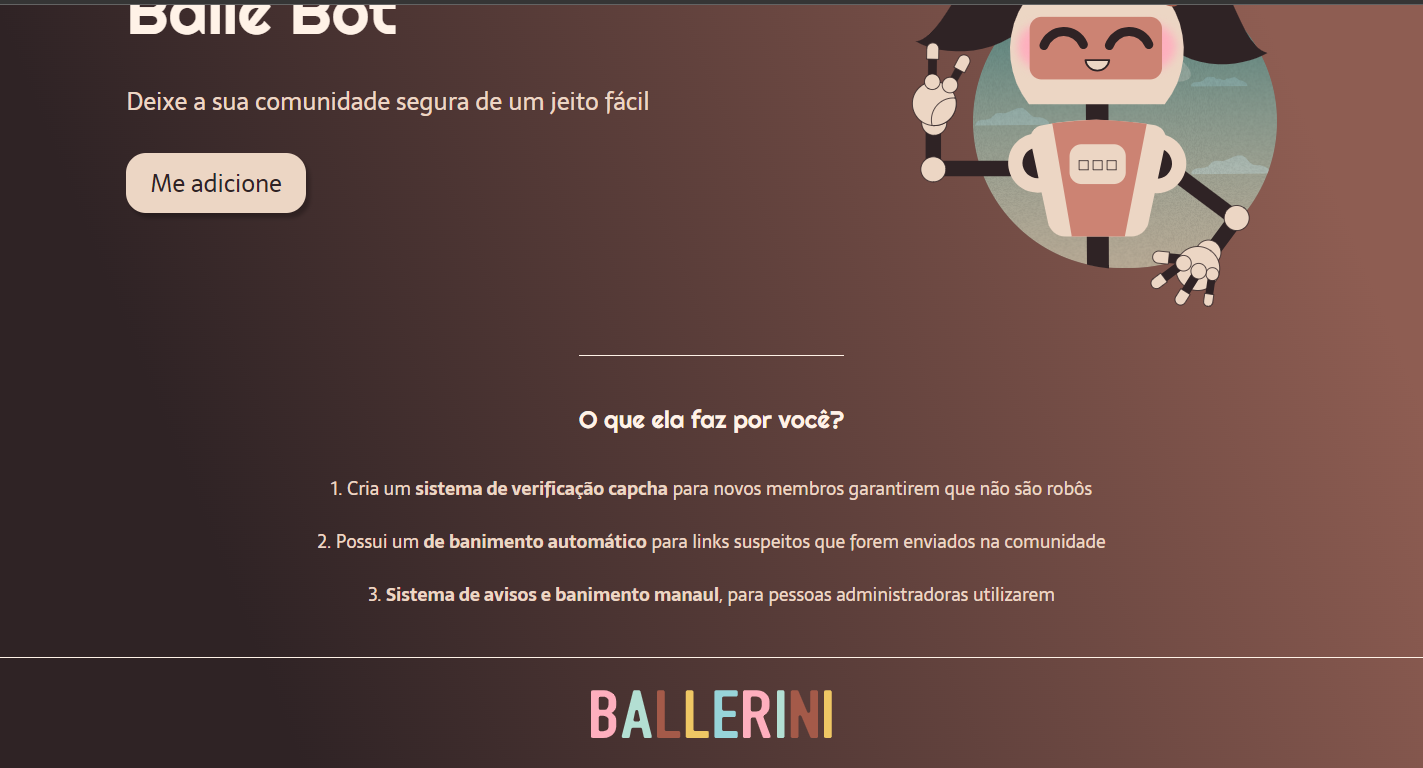 Balle Bot
Deixe a sua comunidade segura de um jeito fácil
Me adicione
O que ela faz por você?
1. Cria um sistema de verificação capcha para novos membros garantirem que não são robôs
2. Possui um de banimento automático para links suspeitos que forem enviados na comunidade
3. Sistema de avisos e banimento manaul, para pessoas administradoras utilizarem
BALLERINI